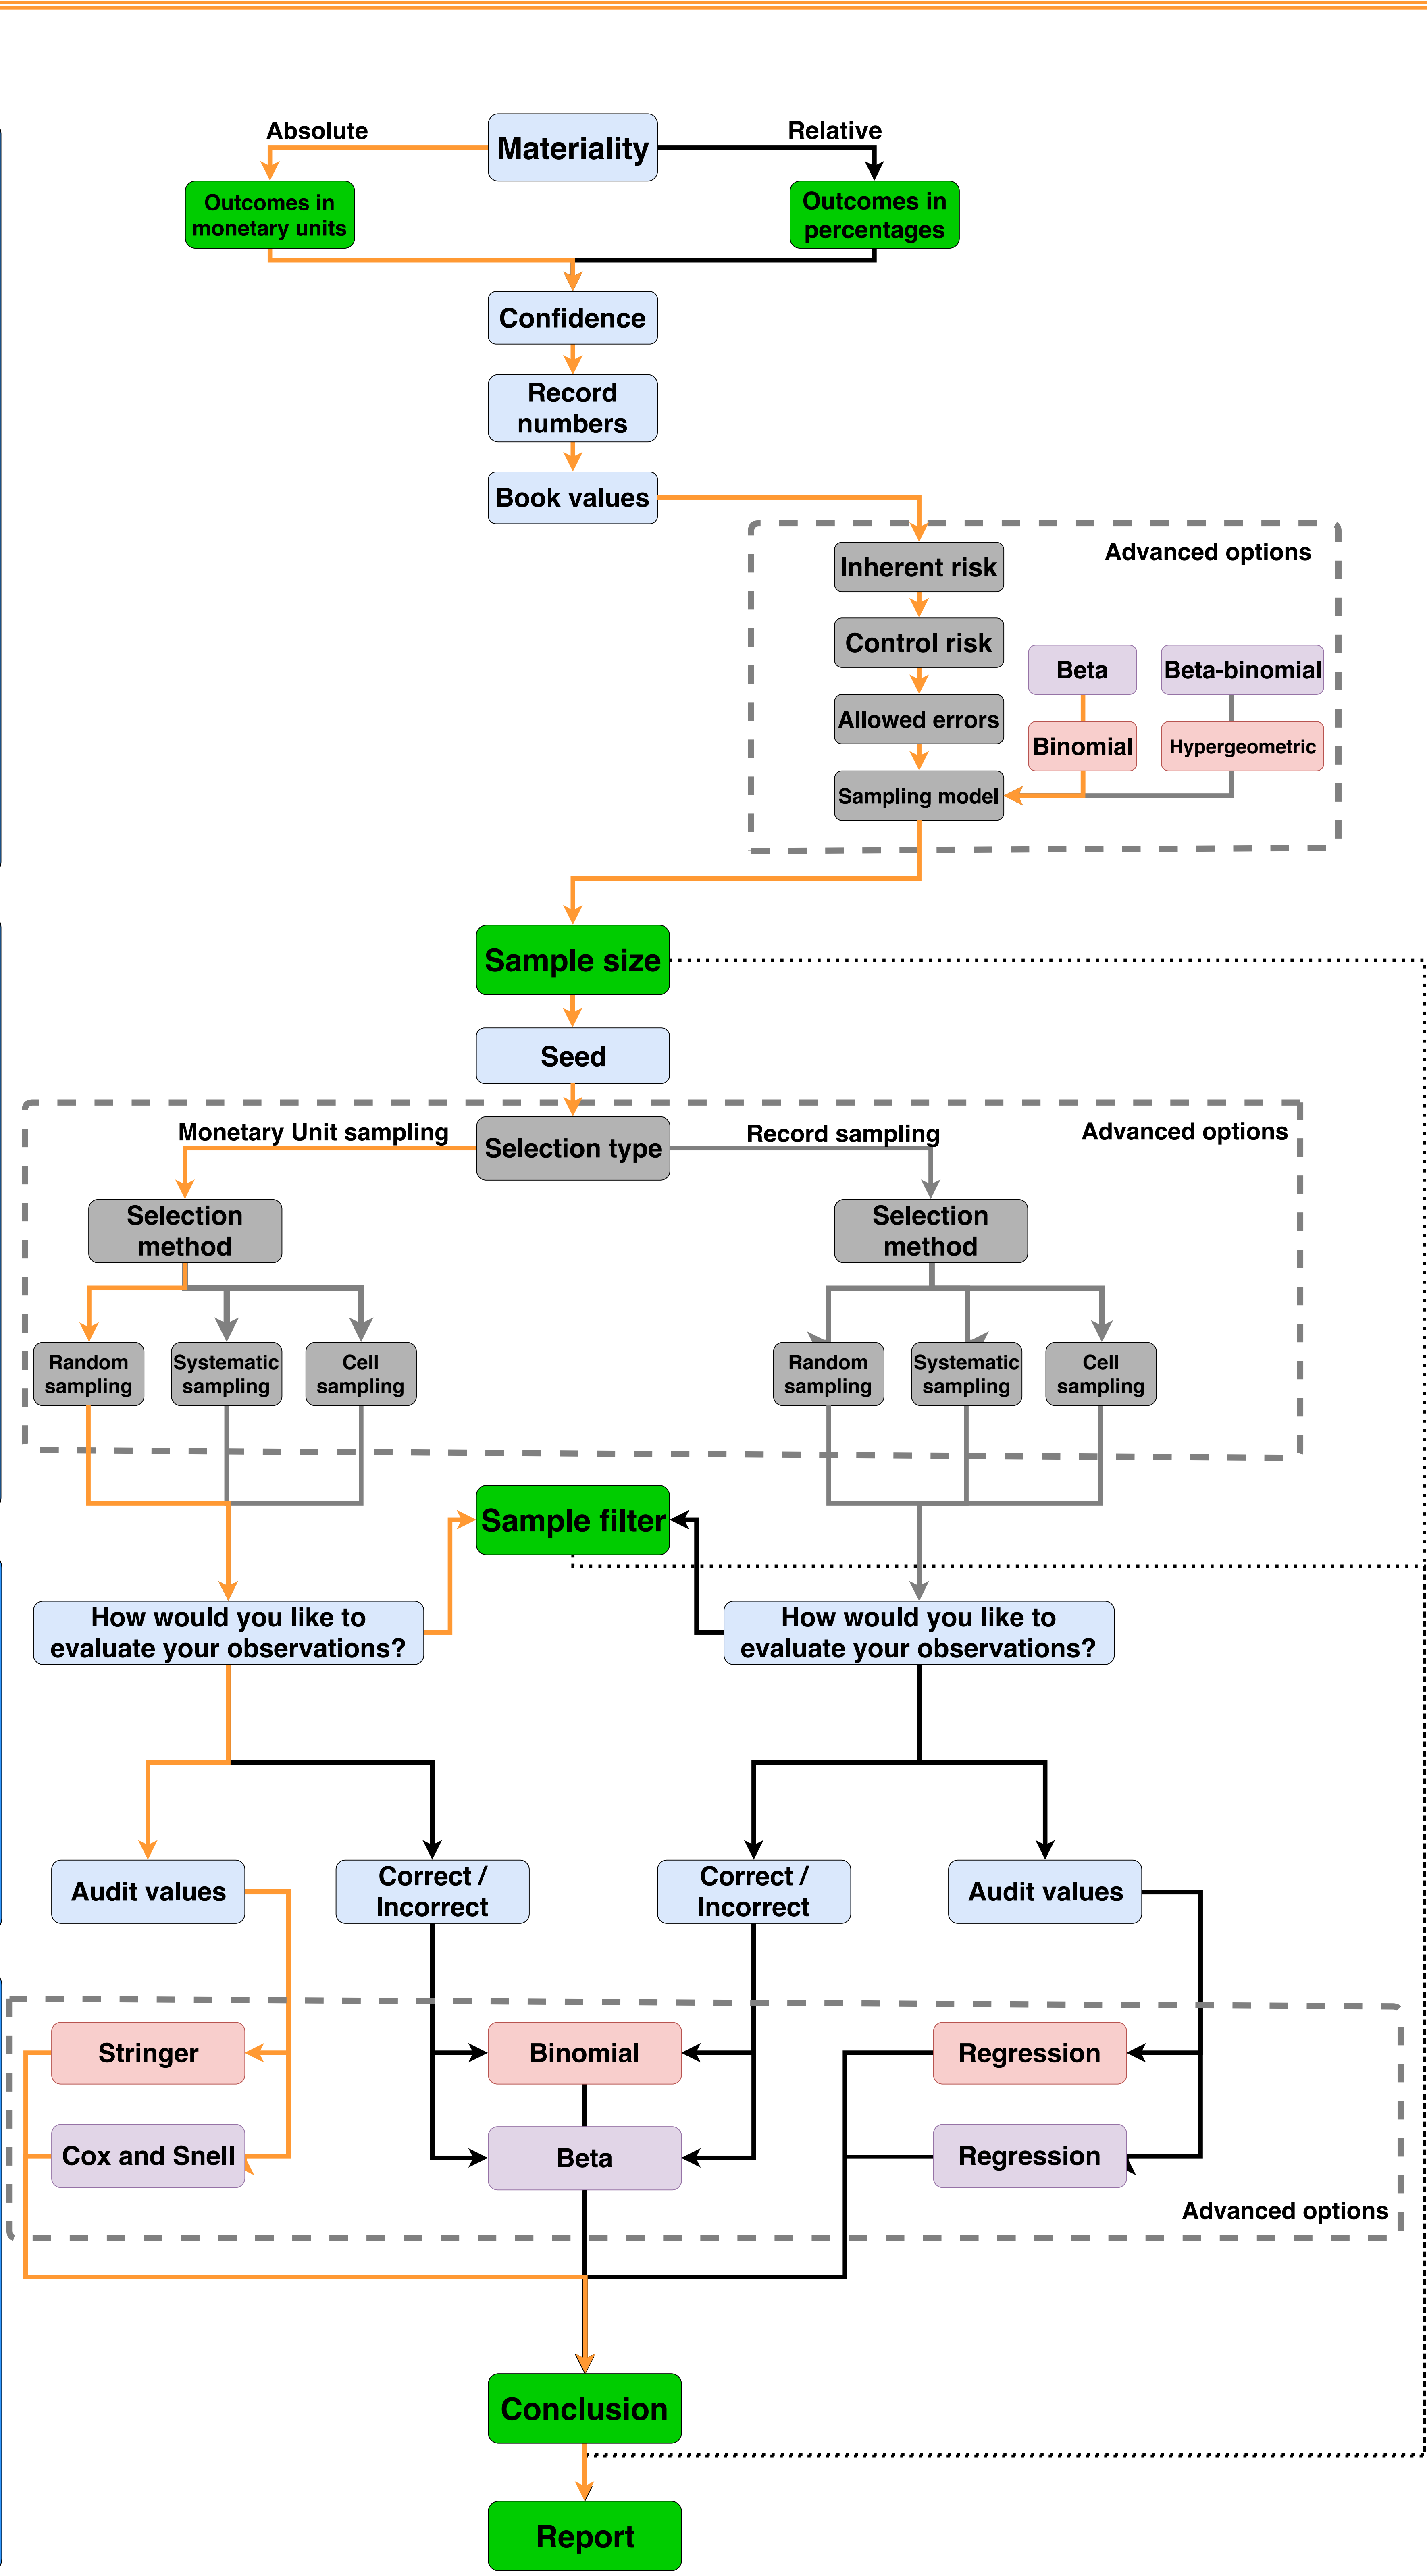 Absolute
Materiality
Relative
Outcomes in
monetary units
Outcomes in
percentages
Confidence
Record
numbers
Book values
Advanced options
Inherent risk
Control risk
Beta
Beta-binomial
Allowed errors
Binomial
Hypergeometric
Sampling model
Sample size
Seed
Monetary Unit sampling
Selection type
Record sampling
Advanced options
Selection
method
Selection
method
Random
sampling
Systematic
sampling
Cell
sampling
Random
sampling
Systematic
sampling
Cell
sampling
Sample filter
How would you like to
evaluate your observations?
How would you like to
evaluate your observations?
Audit values
Correct /
Incorrect
Correct /
Incorrect
Audit values
Stringer
Binomial
Regression
Cox and Snell
Beta
Regression
Advanced options
Conclusion
Report